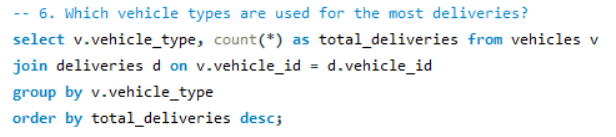 -- 6. Which vehicle types are used for the most deliveries?
select v.vehicle_type, count(*) as total_deliveries from vehicles v
join deliveries d on v.vehicle_id = d.vehicle_id
group by v.vehicle_type
order by total_deliveries desc;